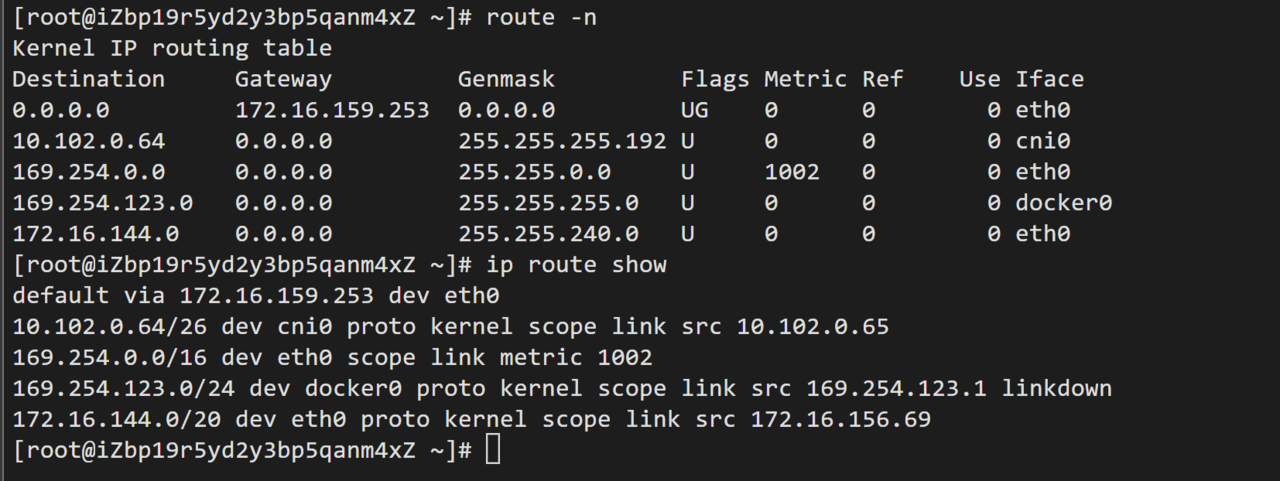 [root@iZbp19r5yd2y3bp5qanm4xZ ~]# route -n
Kernel IP routing table
Destination     Gateway         Genmask         Flags Metric Ref    Use Iface
0.0.0.0         172.16.159.253  0.0.0.0         UG    0      0        0 eth0
10.102.0.64     0.0.0.0         255.255.255.192 U     0      0        0 cni0
169.254.0.0     0.0.0.0         255.255.0.0     U     1002   0        0 eth0
169.254.123.0   0.0.0.0         255.255.255.0   U     0      0        0 docker0
172.16.144.0    0.0.0.0         255.255.240.0   U     0      0        0 eth0
[root@iZbp19r5yd2y3bp5qanm4xZ ~]# ip route show
default via 172.16.159.253 dev eth0
10.102.0.64/26 dev cni0 proto kernel scope link src 10.102.0.65
169.254.0.0/16 dev eth0 scope link metric 1002
169.254.123.0/24 dev docker0 proto kernel scope link src 169.254.123.1 linkdown
172.16.144.0/20 dev eth0 proto kernel scope link src 172.16.156.69
[root@iZbp19r5yd2y3bp5qanm4xZ ~]#